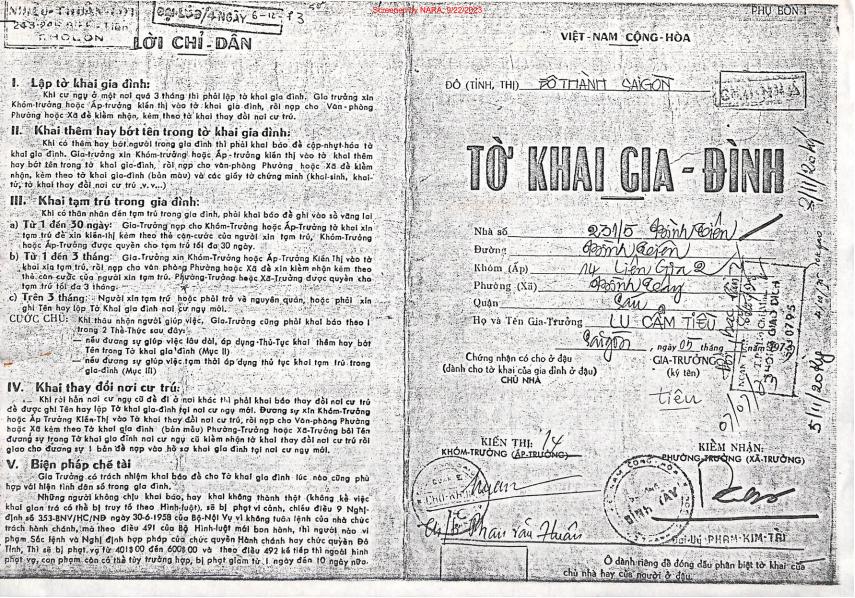 Screened by NARA, 9/22/2023
LỜI CHỈ-DẪN
I. Lập tờ khai gia đình:
Khi cư ngụ ở một nơi quá 3 tháng thì phải lập tờ khai gia đình. Gia trưởng xin
Khóm-trưởng hoặc Ấp-trưởng kiến thị vào tờ khai gia đình, rồi nạp cho Văn-phòng
Phường hoặc Xã để kiểm nhận, kèm theo tờ khai thay đổi nơi cư trú.
II. Khai thêm hay bớt tên trong tờ khai gia đình:
Khi có thêm hay bớt người trong gia đình thì phải khai báo để cập-nhựt-hóa tờ
khai gia đình. Gia-trưởng xin Khóm-trưởng hoặc Ấp-trưởng kiến thị vào tờ khai thêm
hay bớt tên trong tờ khai gia-đình, rồi nạp cho văn-phòng Phường hoặc Xã để kiểm
nhận, kèm theo tờ khai gia-đình (bản màu) và các giấy tờ chứng minh (khai-sinh, khai-
tử, tờ khai thay đổi nơi cư trú .v.v...)
III. Khai tạm trú trong gia đình:
Khi có thân nhân đến tạm trú trong gia đình, phải khai báo để ghi vào sổ vãng lai
a) Từ 1 đến 30 ngày: Gia-Trưởng nạp cho Khóm-Trưởng hoặc Ấp-Trưởng tờ khai xin
tạm trú để xin kiến-thị kèm theo thẻ căn-cước của người xin tạm trú, Khóm-Trưởng
hoặc Ấp-Trưởng được quyền cho tạm trú tối đa 30 ngày.
b) Từ 1 đến 3 tháng: Gia-Trưởng xin Khóm-Trưởng hoặc Ấp-Trưởng Kiến Thị vào tờ
khai xin tạm trú, rồi nạp cho văn phòng Phường hoặc Xã để xin kiểm nhận kèm theo
thẻ căn-cước của người xin tạm trú. Phường-Trưởng hoặc Xã-Trưởng được quyền cho
tạm trú tối đa 3 tháng.
c) Trên 3 tháng: Người xin tạm trú hoặc phải trở về nguyên quán, hoặc phải xin
ghi Tên hay lập Tờ Khai Gia đình nơi cư ngụ mới.
CƯỚC CHÚ: Khi thâu nhận người giúp việc, Gia-Trưởng cũng phải khai báo theo 1
trong 2 Thể-Thức sau đây:
— nếu đương sự giúp việc lâu dài, áp dụng-Thủ-Tục khai thêm hay bớt
Tên trong Tờ khai gia đình (Mục II)
— nếu đương sự giúp việc tạm thời áp dụng thủ tục khai tạm trú trong
gia-đình (Mục III)
IV. Khai thay đổi nơi cư trú:
Khi rời hẳn nơi cư ngụ cũ để đi ở nơi khác thì phải khai báo thay đổi nơi cư trú
để được ghi Tên hay lập Tờ Khai gia-đình tại nơi cư ngụ mới. Đương sự xin Khóm-Trưởng
hoặc Ấp Trưởng Kiến-Thị vào Tờ khai thay đổi nơi cư trú, rồi nạp cho Văn-phòng Phường
hoặc Xã kèm theo Tờ khai gia-đình (bản mầu) Phường-Trưởng hoặc Xã-Trưởng bôi Tên
đương sự trong Tờ khai gia đình nơi cư ngụ cũ kiểm nhận tờ khai thay đổi nơi cư trú rồi
giao cho đương sự 1 bản để nạp vào hồ sơ khai gia đình tại nơi cư ngụ mới.
V. Biện pháp chế tài
Gia Trưởng có trách nhiệm khai báo để cho Tờ khai gia đình lúc nào cũng phù
hợp với hiện tình dân số trong gia đình.
Những người không chịu khai báo, hay khai không thành thật (không kể việc
khai gian trá có thể bị truy tố theo Hình-luật), sẽ bị phạt vi cảnh, chiếu điều 9 Nghị
định số 353-BNV/HC/NĐ ngày 30-6-1958 của Bộ-Nội Vụ vì không tuân lệnh của nhà chức
trách hành chánh, mà theo điều 491 của Bộ Hình-luật mới ban hành, thì người nào vi
phạm Sắc lệnh và Nghị định hợp pháp của chức quyền Hành chánh hay chức quyền Đô
Tỉnh, Thì sẽ bị phạt vạ từ 401$00 đến 600$00 và theo điều 492 kế tiếp thì ngoài hình
phạt vạ, can phạm còn có thể tùy trường hợp, bị phạt giam từ 1 ngày đến 10 ngày nữa.
PHỤ BỔN I
VIỆT-NAM CỘNG-HÒA
ĐÔ (TỈNH, THỊ) ĐÔ THÀNH SAIGON
TỜ KHAI GIA-ĐÌNH
Nhà số
Đường
Khóm (Ấp) 14 Liên Gia 2
Phường (Xã)
Quận
Họ và Tên Gia-Trưởng LU CẨM TIÊU
Saigon, ngày 05 tháng
Chứng nhận có cho ở đậu
(dành cho tờ khai của gia đình ở đậu)
CHỦ NHÀ
GIA-TRƯỞNG
(ký tên)
tiêu
KIẾN THỊ: 14
KHÓM-TRƯỞNG (ẤP-TRƯỞNG)
KIỂM NHẬN:
PHƯỜNG-TRƯỞNG (XÃ-TRƯỞNG)
Phan Văn Huấn
Đại-Úy PHAM-KIM-TÀI
Ô dành riêng để đóng dấu phân biệt tờ khai của
chủ nhà hay của người ở đậu.